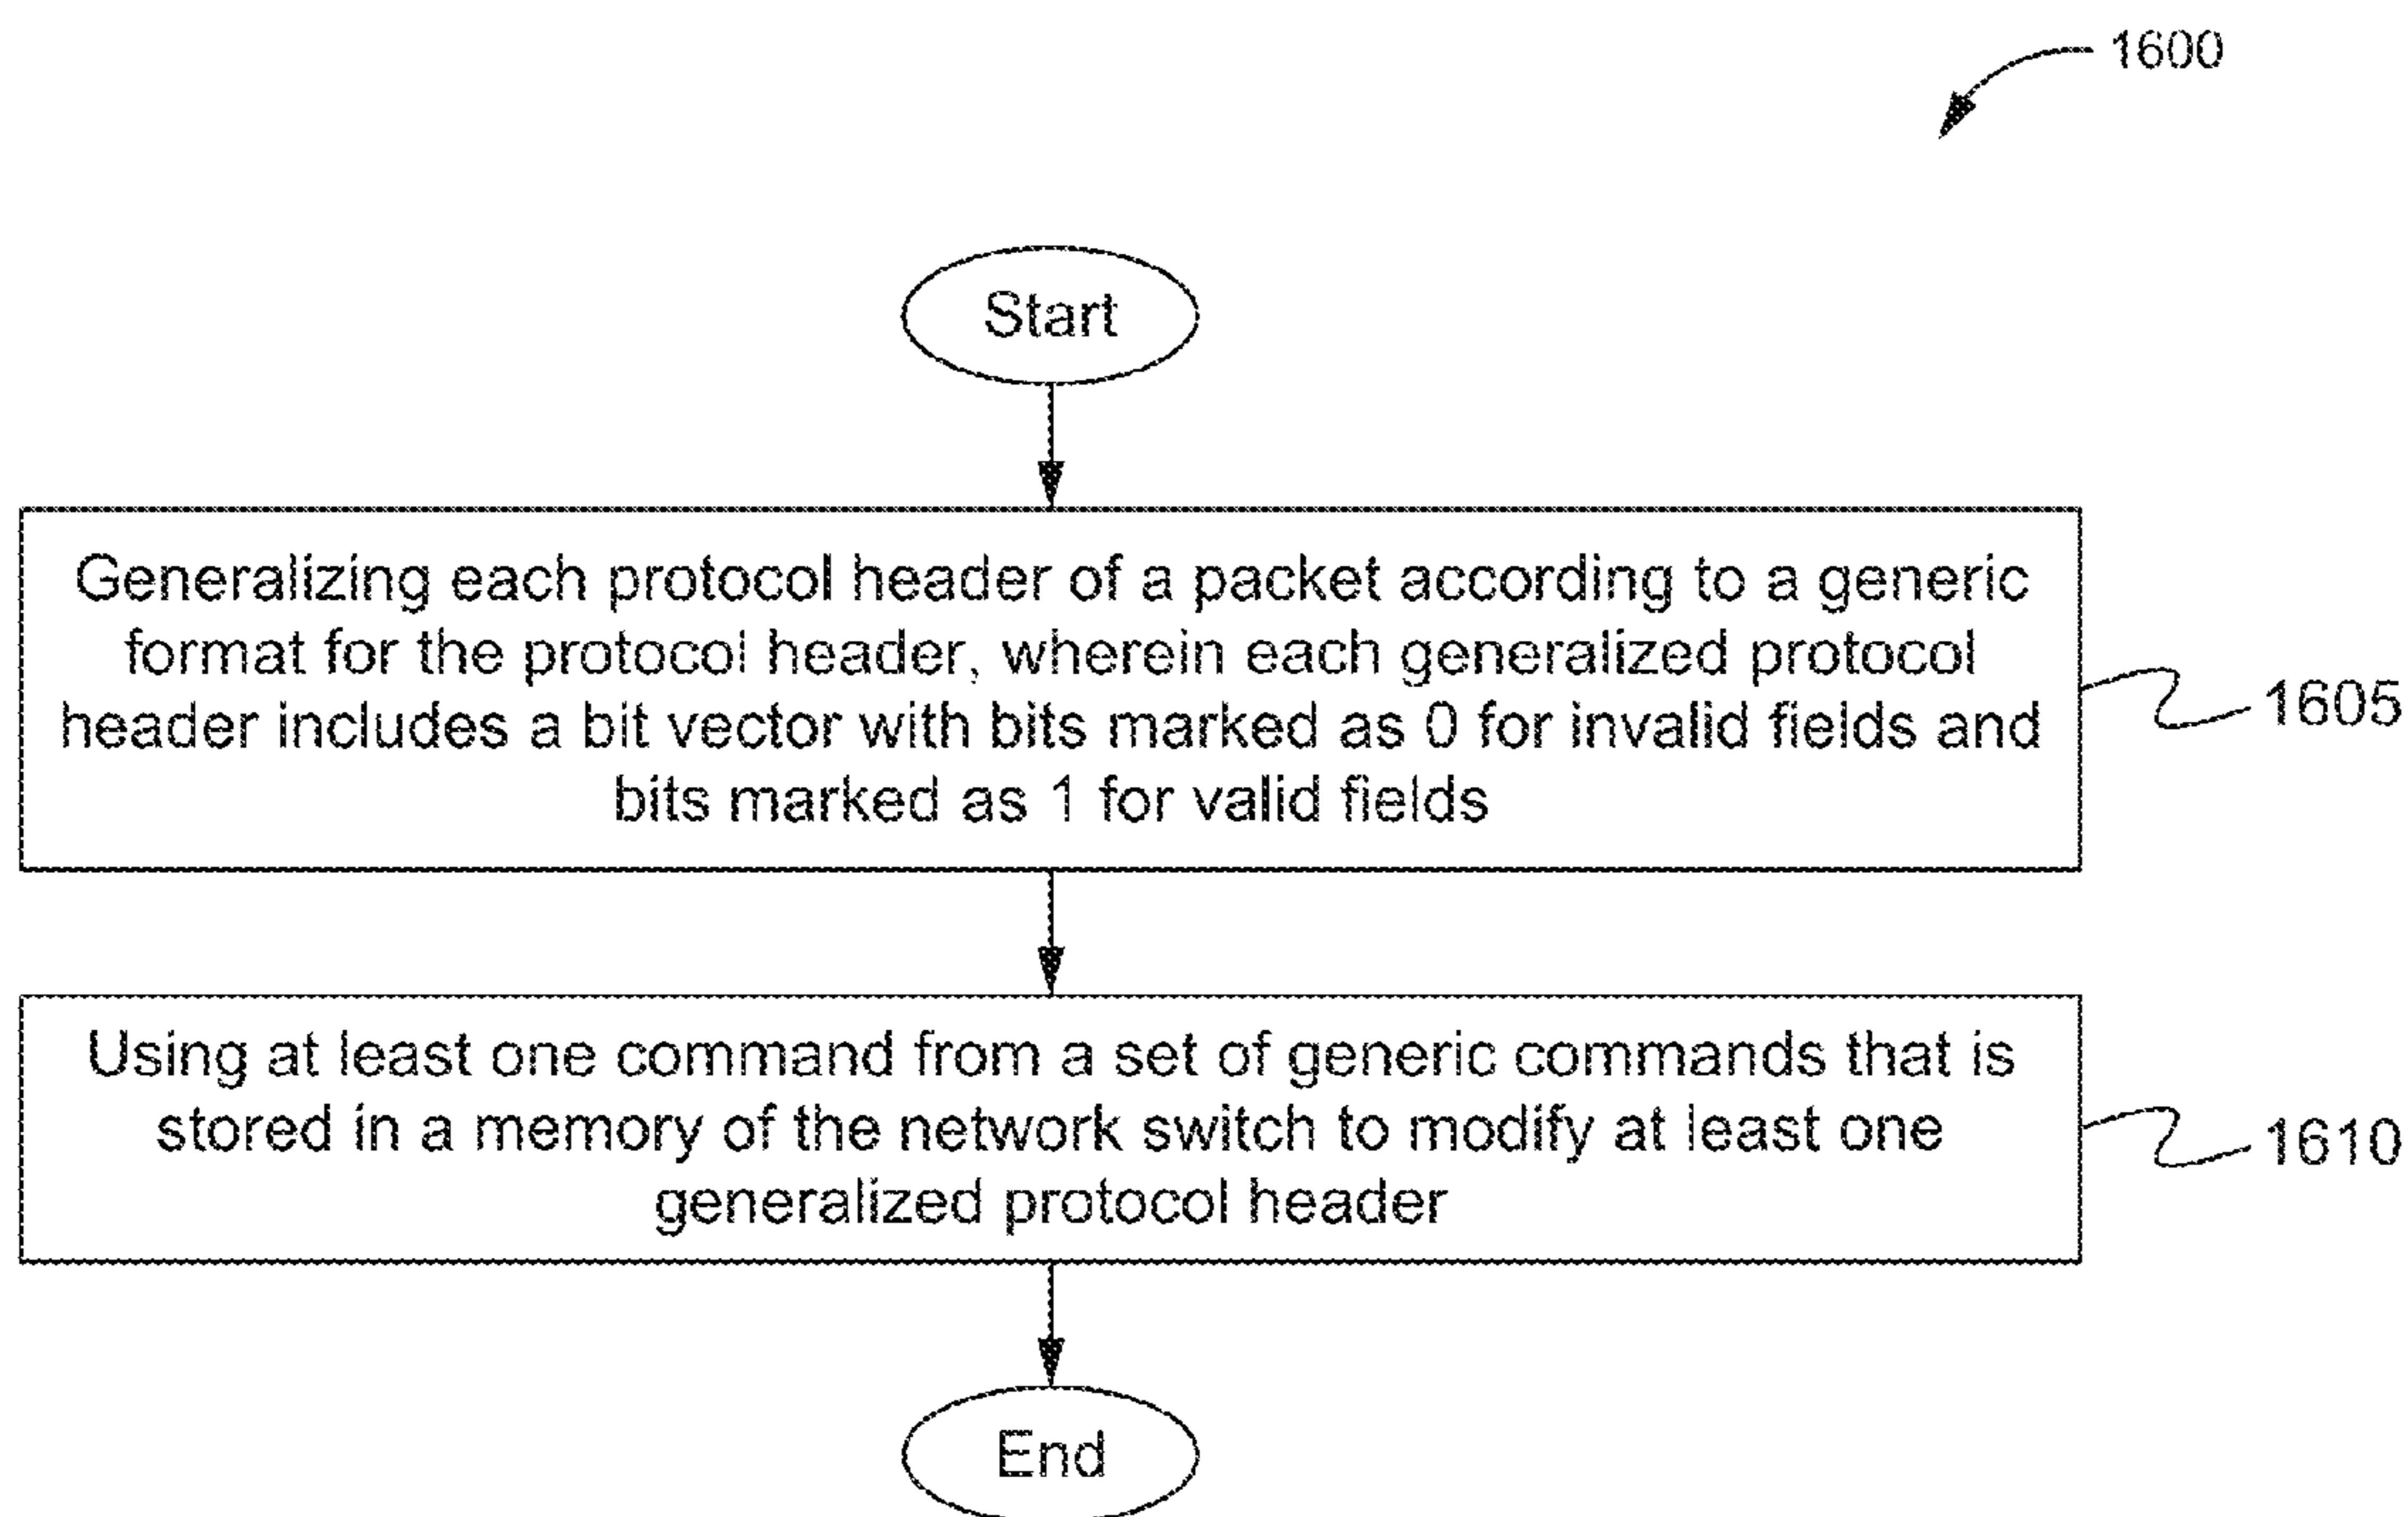 1600
Start
Generalizing each protocol header of a packet according to a generic
format for the protocol header, wherein each generalized protocol
header includes a bit vector with bits marked as 0 for invalid fields and
bits marked as 1 for valid fields
1605
Using at least one command from a set of generic commands that is
stored in a memory of the network switch to modify at least one
generalized protocol header
1610
End